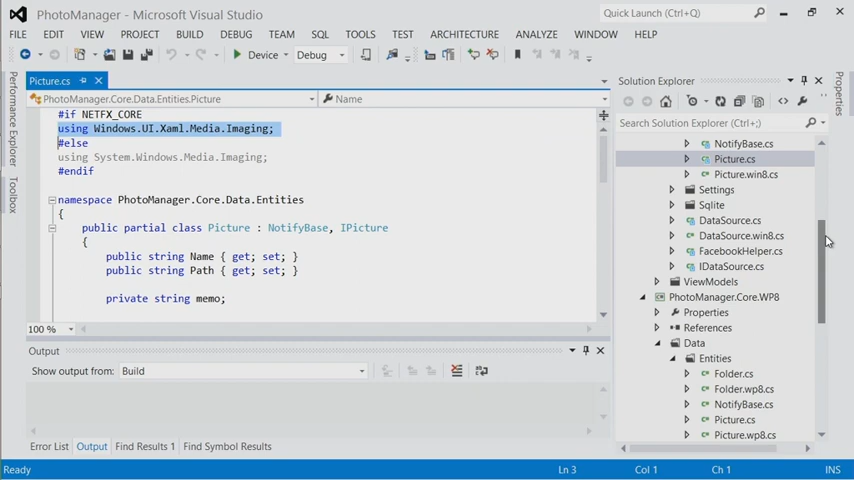 PhotoManager - Microsoft Visual Studio
Quick Launch (Ctrl+Q)
FILE EDIT VIEW PROJECT BUILD DEBUG TEAM SQL TOOLS TEST ARCHITECTURE ANALYZE WINDOW HELP
Device Debug
Performance Explorer
Toolbox
Picture.cs
PhotoManager.Core.Data.Entities.Picture Name
#if NETFX_CORE
using Windows.UI.Xaml.Media.Imaging;
#else
using System.Windows.Media.Imaging;
#endif
namespace PhotoManager.Core.Data.Entities
{
public partial class Picture : NotifyBase, IPicture
{
public string Name { get; set; }
public string Path { get; set; }
private string memo;
100 %
Output
Show output from: Build
Error List Output Find Results 1 Find Symbol Results
Solution Explorer
Search Solution Explorer (Ctrl+;)
NotifyBase.cs
Picture.cs
Picture.win8.cs
Settings
Sqlite
DataSource.cs
DataSource.win8.cs
FacebookHelper.cs
IDataSource.cs
ViewModels
PhotoManager.Core.WP8
Properties
References
Data
Entities
Folder.cs
Folder.wp8.cs
NotifyBase.cs
Picture.cs
Picture.wp8.cs
Properties
Ready Ln 3 Col 1 Ch 1 INS